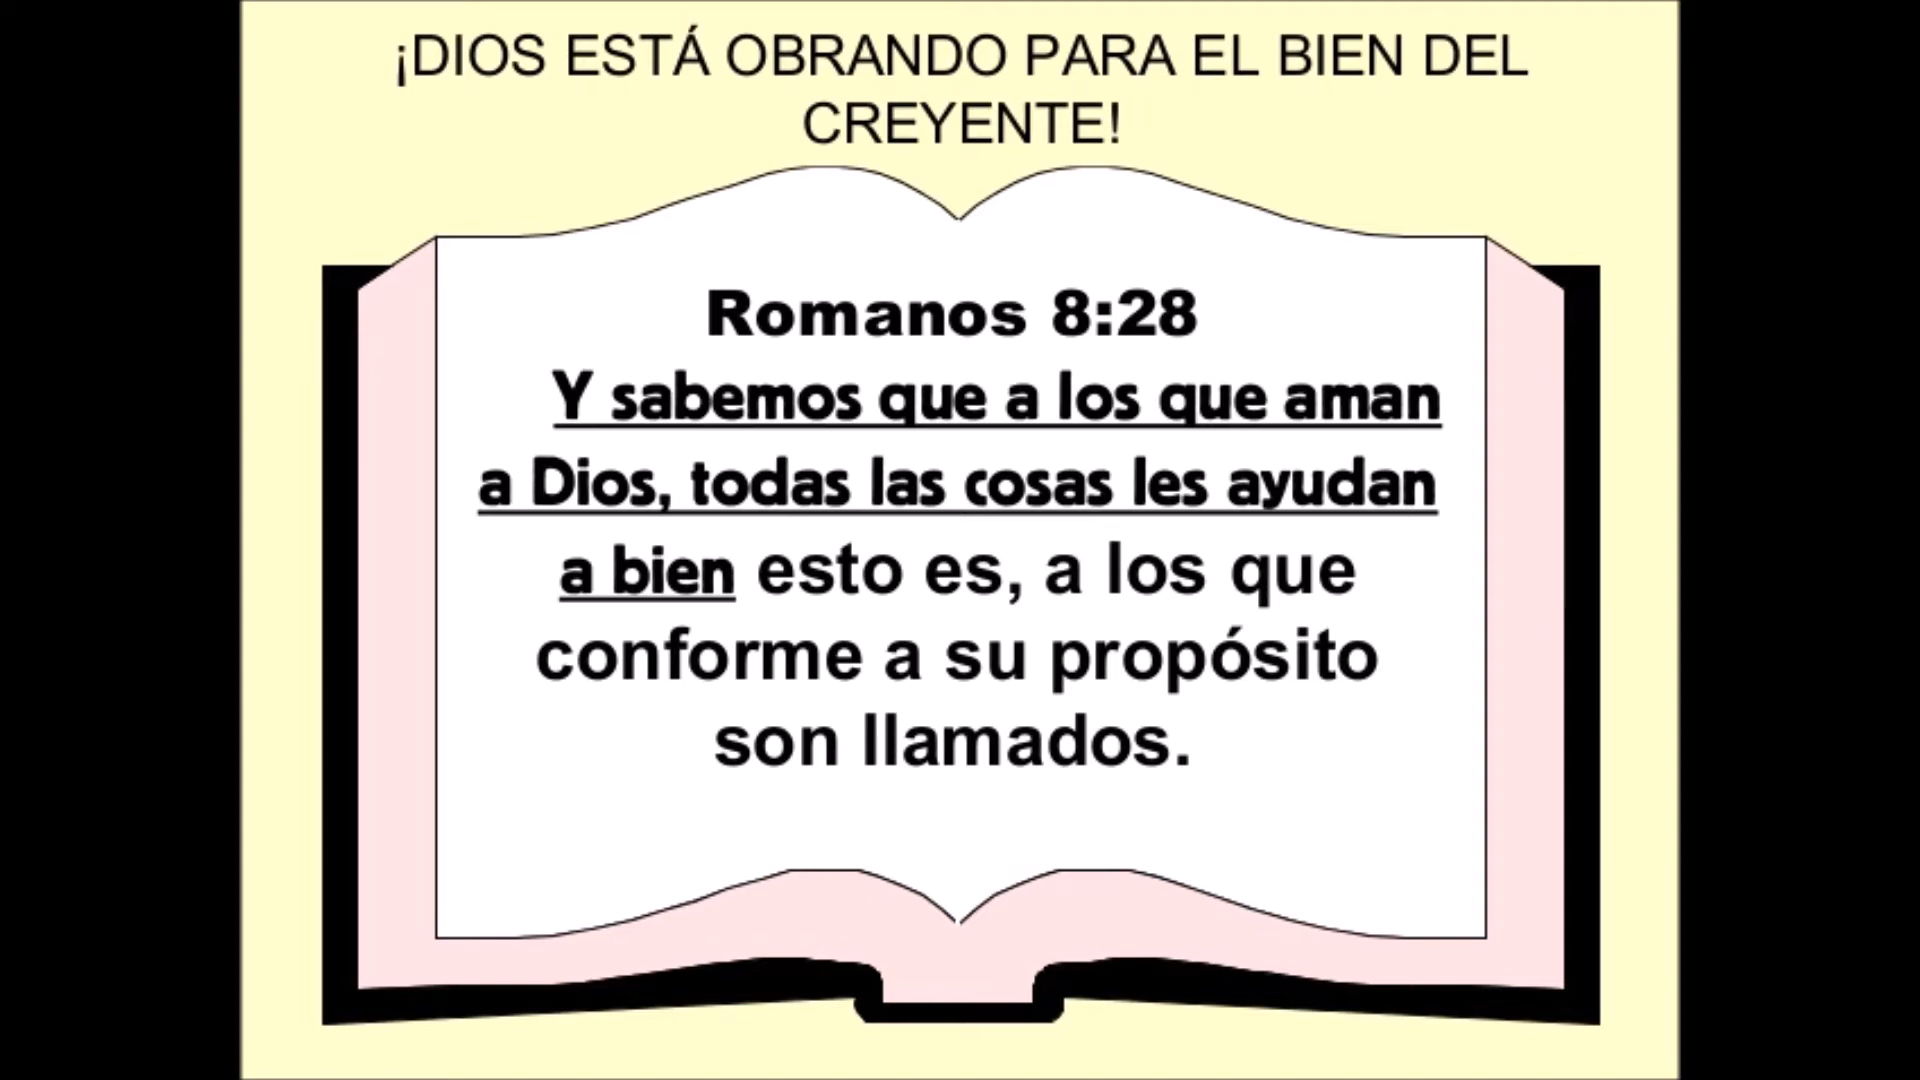 ¡DIOS ESTÁ OBRANDO PARA EL BIEN DEL
CREYENTE!
Romanos 8:28
Y sabemos que a los que aman
a Dios, todas las cosas les ayudan
a bien esto es, a los que
conforme a su propósito
son llamados.